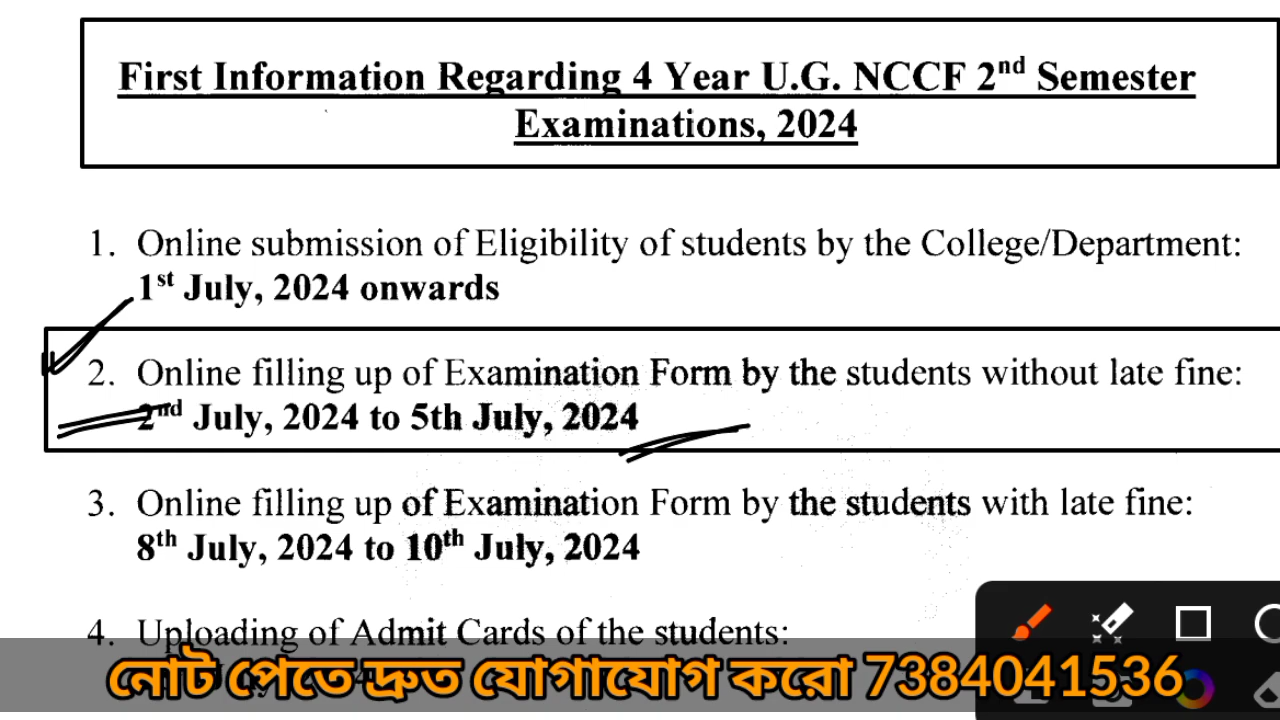 First Information Regarding 4 Year U.G. NCCF 2nd Semester
Examinations, 2024
1. Online submission of Eligibility of students by the College/Department:
1st July, 2024 onwards
2. Online filling up of Examination Form by the students without late fine:
2nd July, 2024 to 5th July, 2024
3. Online filling up of Examination Form by the students with late fine:
8th July, 2024 to 10th July, 2024
4. Uploading of Admit Cards of the students:
নোট পেতে দ্রুত যোগাযোগ করো 7384041536